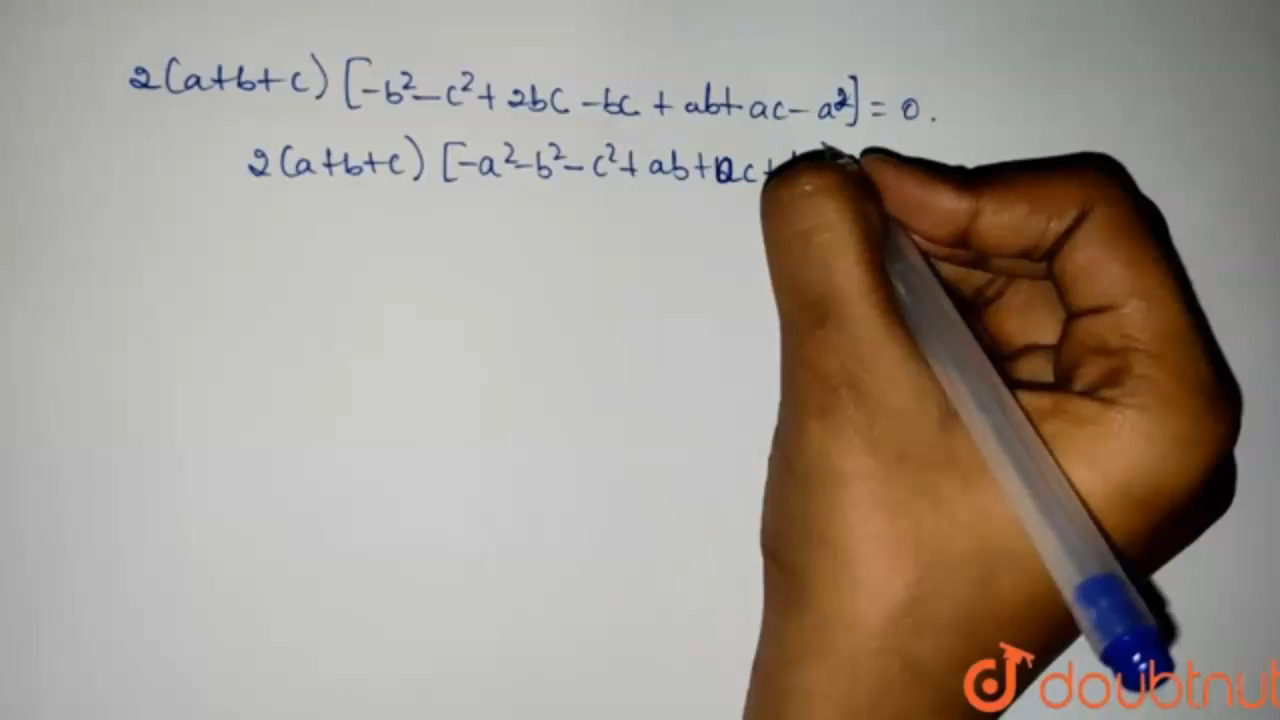 2(a+b+c) [-b²-c²+2bc-bc+ab+ac-a²]=0.
2(a+b+c) [-a²-b²-c²+ab+ac+
doubtnut